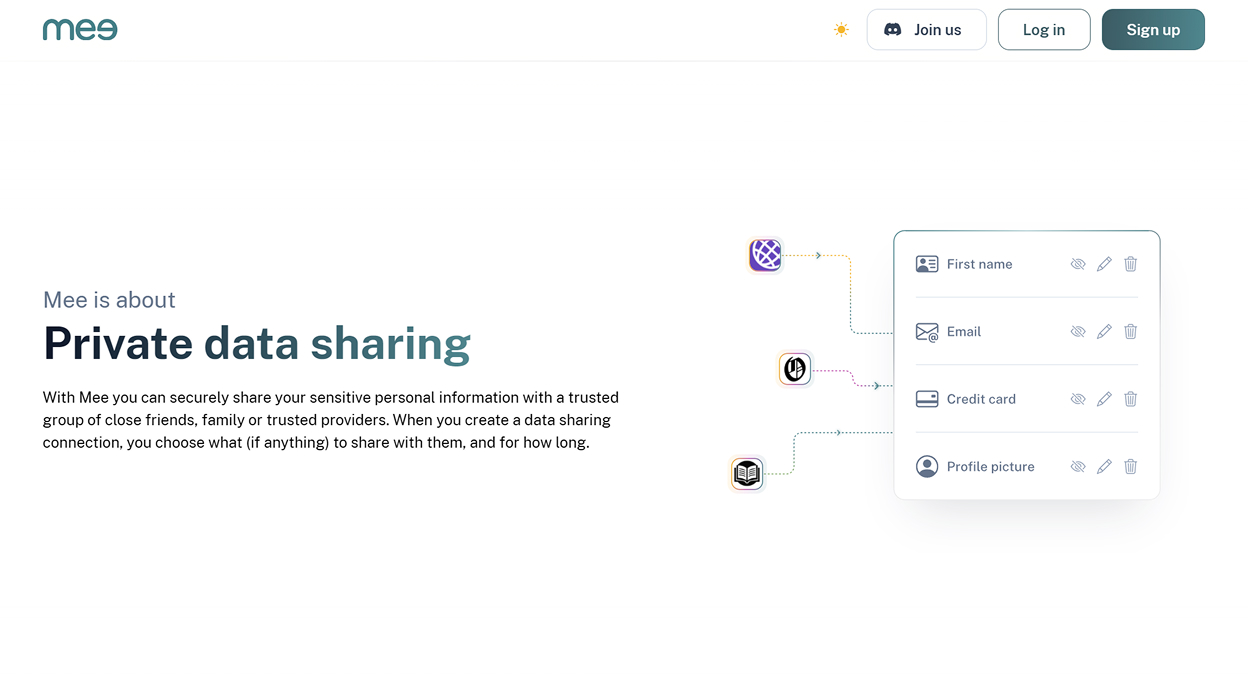 mee
Join us
Log in
Sign up
Mee is about
Private data sharing
With Mee you can securely share your sensitive personal information with a trusted
group of close friends, family or trusted providers. When you create a data sharing
connection, you choose what (if anything) to share with them, and for how long.
O
First name
Email
Credit card
Profile picture